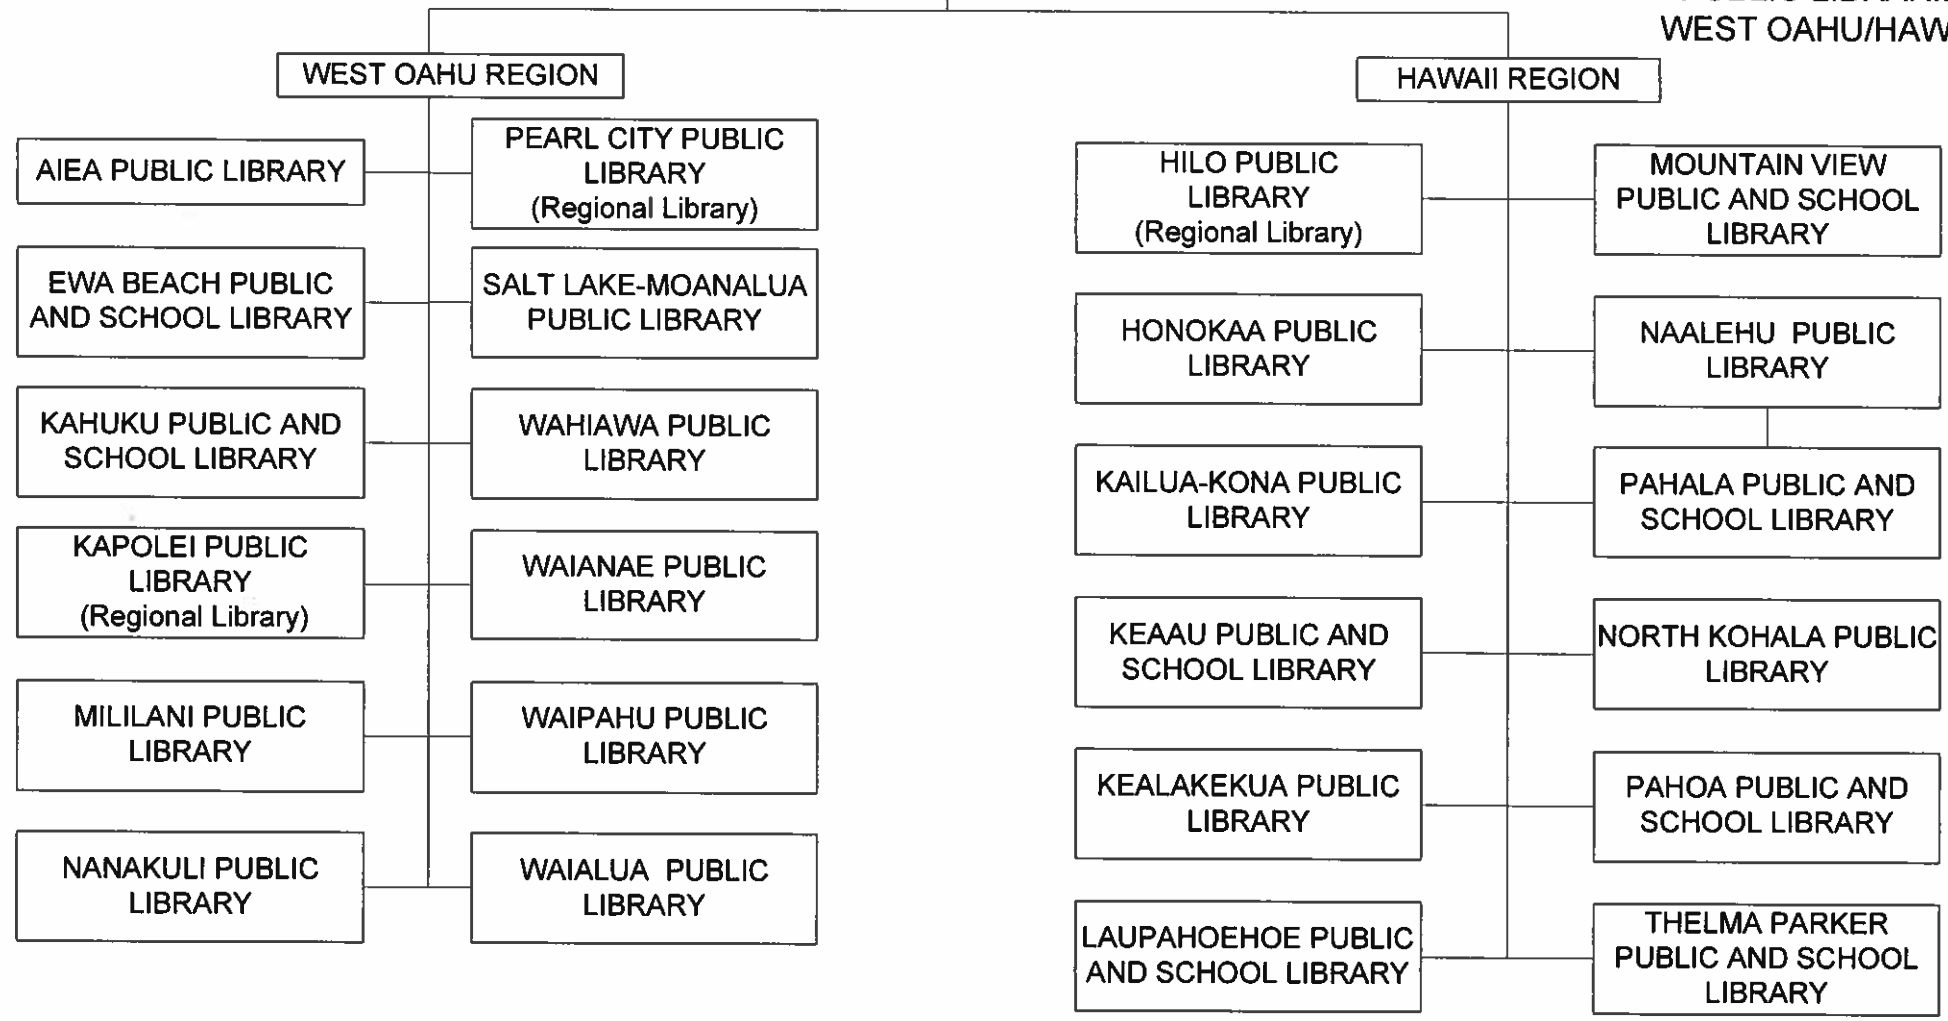 WEST OAHU/HAW
WEST OAHU REGION
AIEA PUBLIC LIBRARY
PEARL CITY PUBLIC
LIBRARY
(Regional Library)
EWA BEACH PUBLIC
AND SCHOOL LIBRARY
SALT LAKE-MOANALUA
PUBLIC LIBRARY
KAHUKU PUBLIC AND
SCHOOL LIBRARY
WAHIAWA PUBLIC
LIBRARY
KAPOLEI PUBLIC
LIBRARY
(Regional Library)
WAIANAE PUBLIC
LIBRARY
MILILANI PUBLIC
LIBRARY
WAIPAHU PUBLIC
LIBRARY
NANAKULI PUBLIC
LIBRARY
WAIALUA PUBLIC
LIBRARY
HAWAII REGION
HILO PUBLIC
LIBRARY
(Regional Library)
MOUNTAIN VIEW
PUBLIC AND SCHOOL
LIBRARY
HONOKAA PUBLIC
LIBRARY
NAALEHU PUBLIC
LIBRARY
KAILUA-KONA PUBLIC
LIBRARY
PAHALA PUBLIC AND
SCHOOL LIBRARY
KEAAU PUBLIC AND
SCHOOL LIBRARY
NORTH KOHALA PUBLIC
LIBRARY
KEALAKEKUA PUBLIC
LIBRARY
PAHOA PUBLIC AND
SCHOOL LIBRARY
LAUPAHOEHOE PUBLIC
AND SCHOOL LIBRARY
THELMA PARKER
PUBLIC AND SCHOOL
LIBRARY